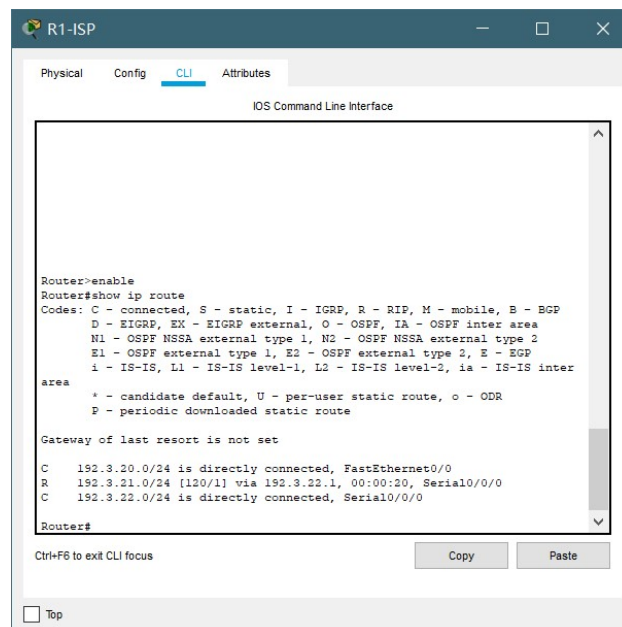 R1-ISP
Physical Config CLI Attributes
IOS Command Line Interface
Router>enable
Router#show ip route
Codes: C - connected, S - static, I - IGRP, R - RIP, M - mobile, B - BGP
D - EIGRP, EX - EIGRP external, O - OSPF, IA - OSPF inter area
N1 - OSPF NSSA external type 1, N2 - OSPF NSSA external type 2
E1 - OSPF external type 1, E2 - OSPF external type 2, E - EGP
i - IS-IS, L1 - IS-IS level-1, L2 - IS-IS level-2, ia - IS-IS inter
area
* - candidate default, U - per-user static route, o - ODR
P - periodic downloaded static route
Gateway of last resort is not set
C 192.3.20.0/24 is directly connected, FastEthernet0/0
R 192.3.21.0/24 [120/1] via 192.3.22.1, 00:00:20, Serial0/0/0
C 192.3.22.0/24 is directly connected, Serial0/0/0
Router#
Ctrl+F6 to exit CLI focus Copy Paste
Top